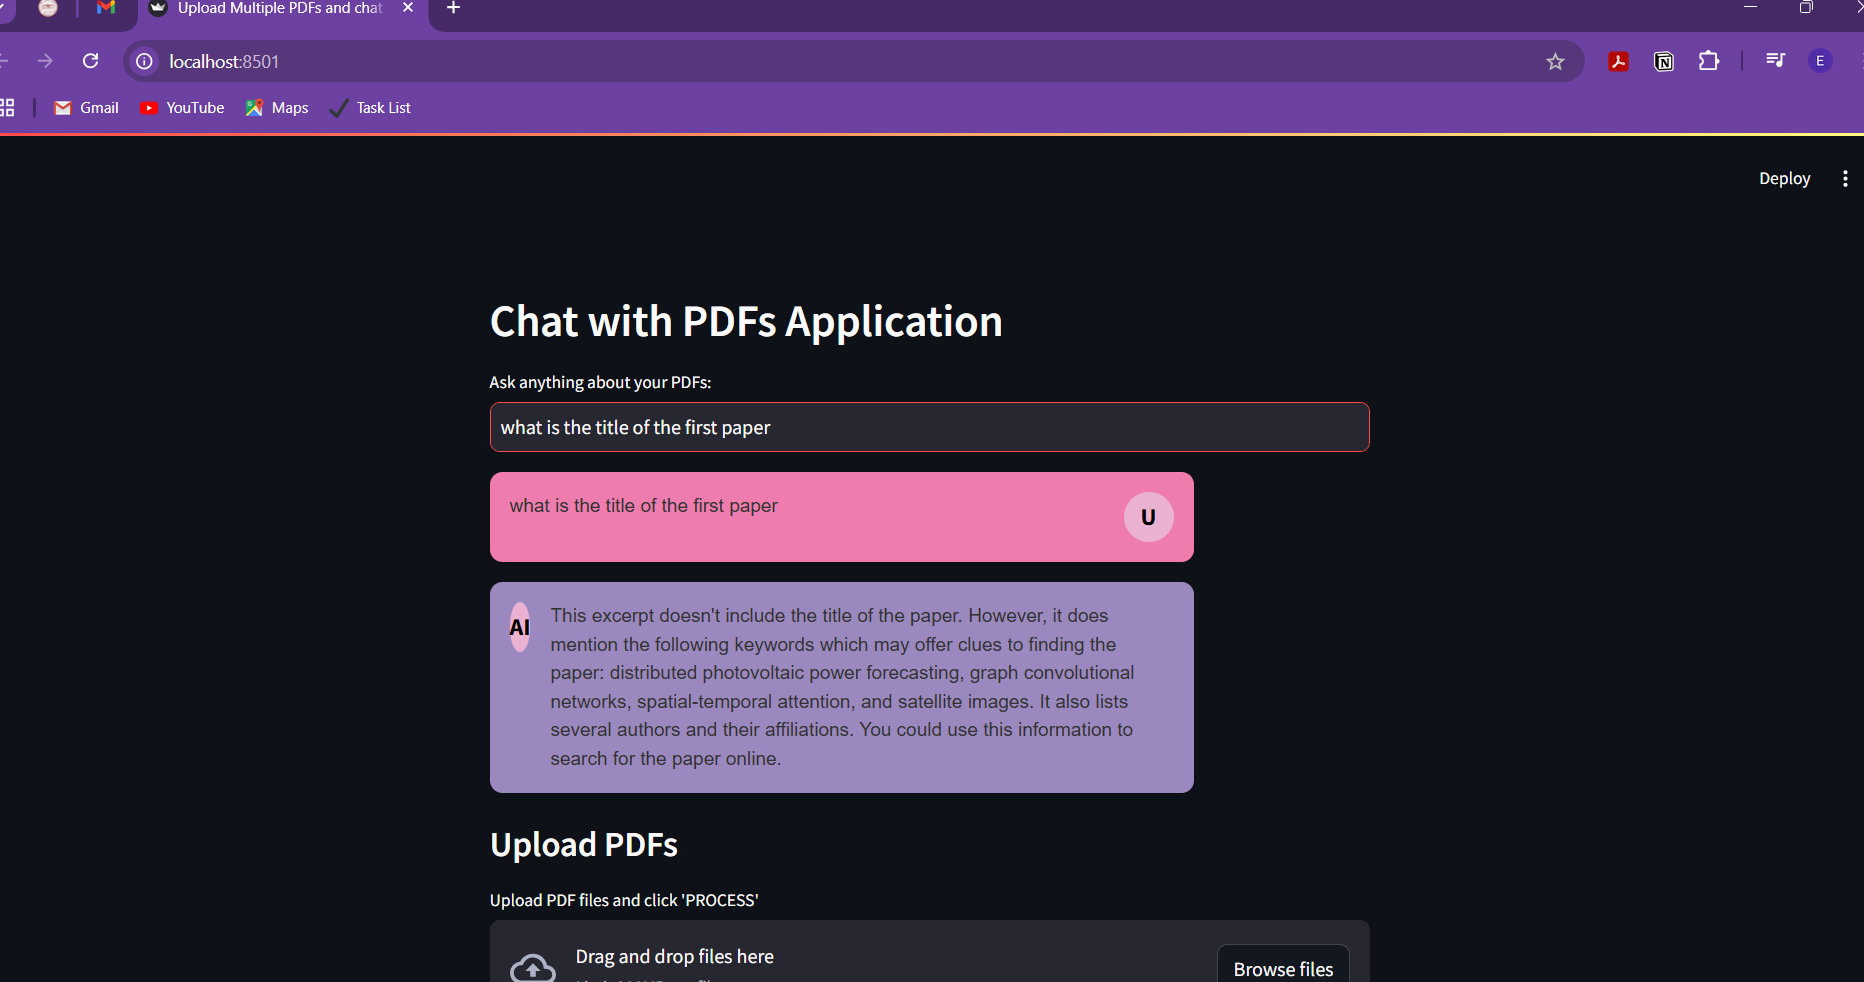 Upload Multiple PDFs and chat
localhost:8501
E
Gmail
YouTube
Maps
Task List
Deploy
Chat with PDFs Application
Ask anything about your PDFs:
what is the title of the first paper
what is the title of the first paper
U
AI
This excerpt doesn't include the title of the paper. However, it does
mention the following keywords which may offer clues to finding the
paper: distributed photovoltaic power forecasting, graph convolutional
networks, spatial-temporal attention, and satellite images. It also lists
several authors and their affiliations. You could use this information to
search for the paper online.
Upload PDFs
Upload PDF files and click 'PROCESS'
Drag and drop files here
Browse files